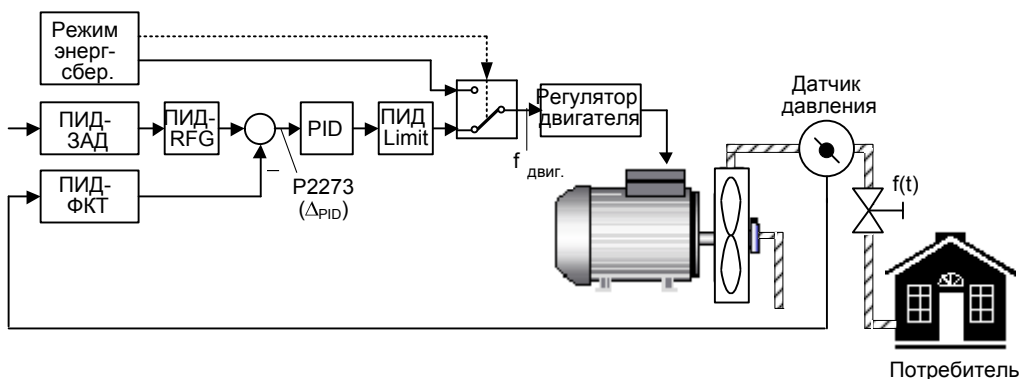 Режим
энерг-
сбер.
ПИД-
ЗАД
ПИД-
RFG
PID
ПИД
Limit
Регулятор
двигателя
Датчик
давления
f двиг.
f(t)
–
P2273
(ΔPID)
ПИД-
ФКТ
Потребитель